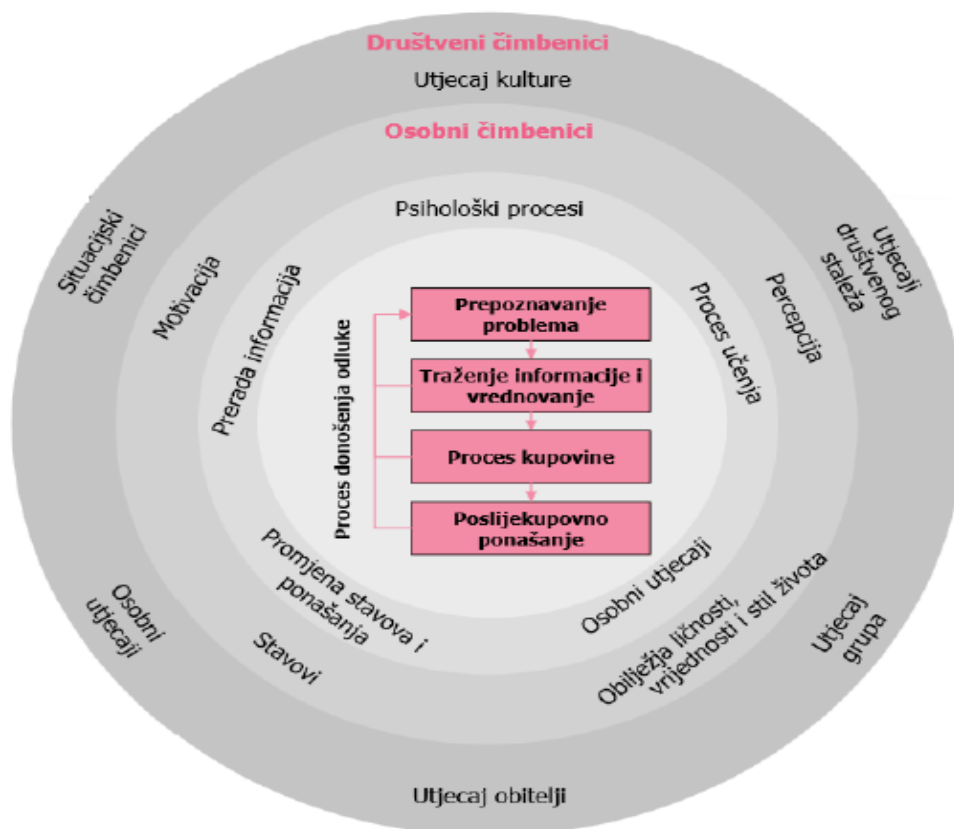 Društveni čimbenici
Utjecaj kulture
Osobni čimbenici
Psihološki procesi
Situacijski
čimbenici
Motivacija
Prerada informacija
Proces učenja
Percepcija
Utjecaji
društvenog
staleža
Proces donošenja odluke
Prepoznavanje
problema
Traženje informacije i
vrednovanje
Proces kupovine
Poslijekupovno
ponašanje
Osobni
utjecaji
Stavovi
Promjena stavova i
ponašanja
Osobni utjecaji
Obilježja ličnosti,
vrijednosti i stil života
Utjecaj
grupa
Utjecaj obitelji